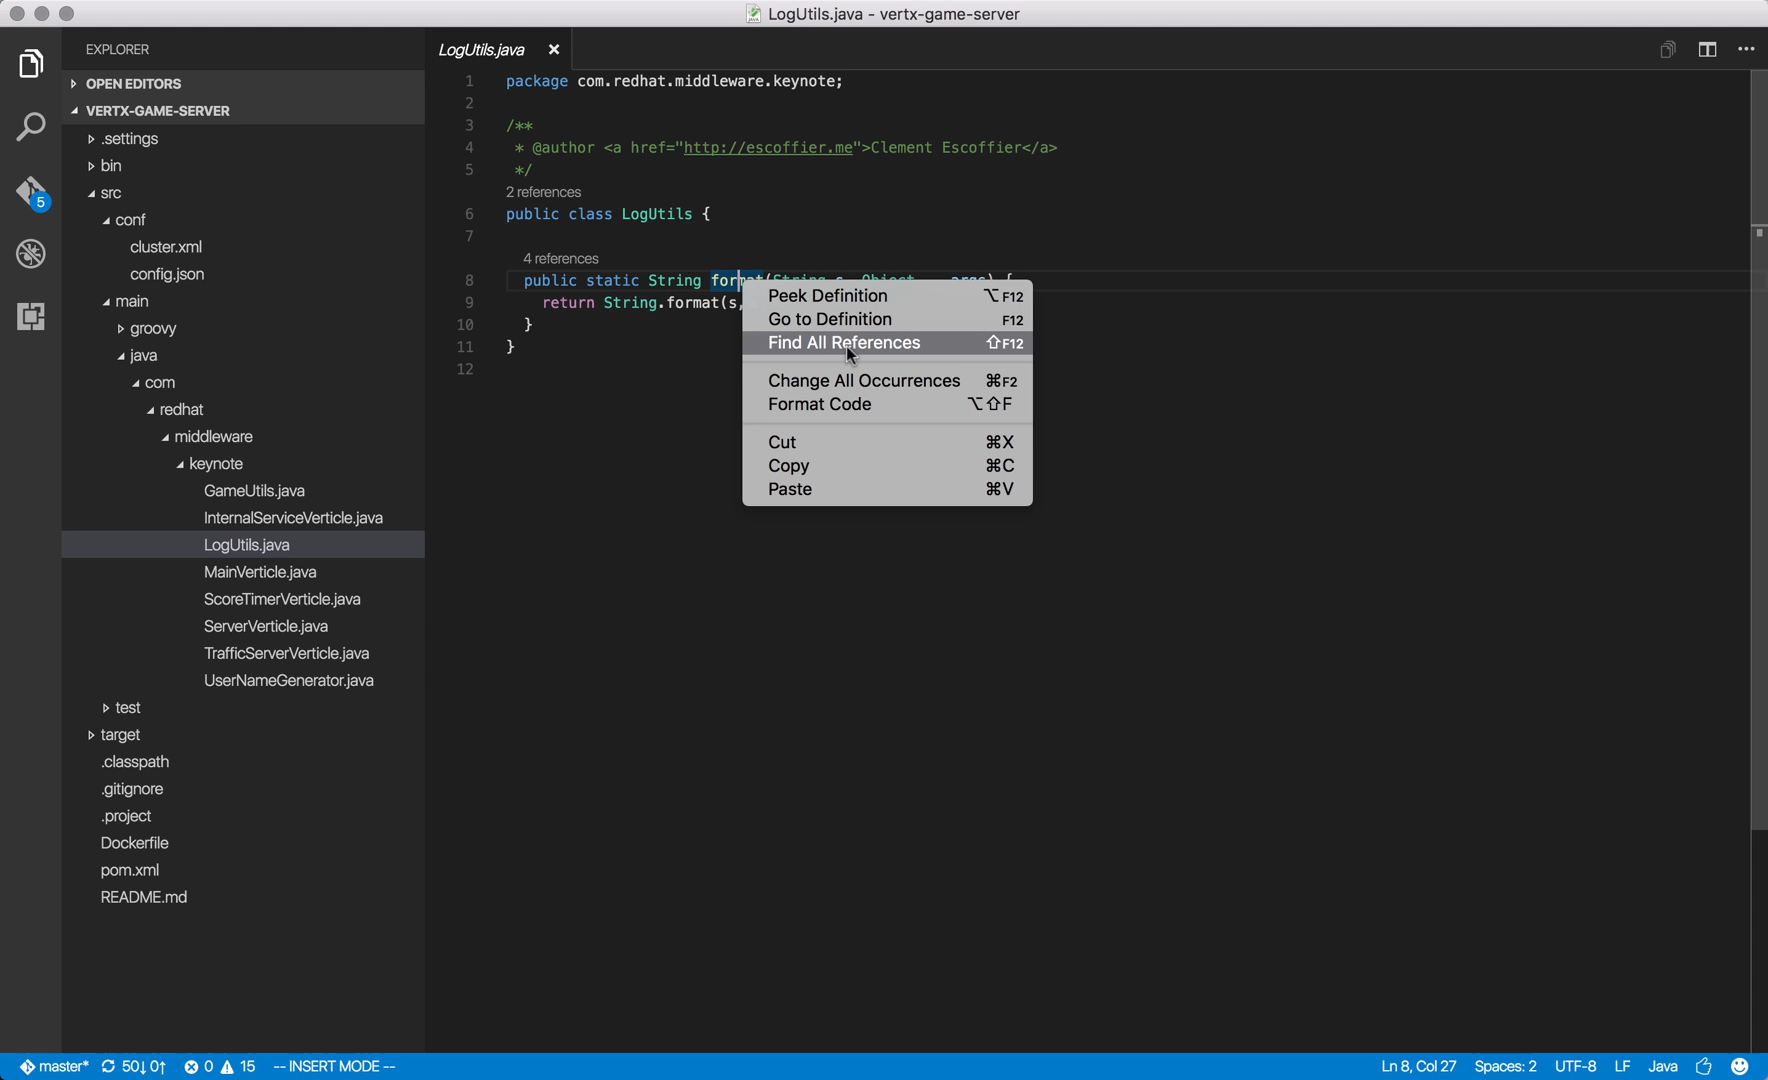 LogUtils.java - vertx-game-server
EXPLORER
OPEN EDITORS
VERTX-GAME-SERVER
.settings
bin
src
conf
cluster.xml
config.json
main
groovy
java
com
redhat
middleware
keynote
GameUtils.java
InternalServiceVerticle.java
LogUtils.java
MainVerticle.java
ScoreTimerVerticle.java
ServerVerticle.java
TrafficServerVerticle.java
UserNameGenerator.java
test
target
.classpath
.gitignore
.project
Dockerfile
pom.xml
README.md
5
LogUtils.java
1 package com.redhat.middleware.keynote;
2
3 /**
4 * @author <a href="http://escoffier.me">Clement Escoffier</a>
5 */
2 references
6 public class LogUtils {
7
4 references
8 public static String format(String s, Object... args) {
9 return String.format(s,
10 }
11 }
12
Peek Definition ⌥F12
Go to Definition F12
Find All References ⇧F12
Change All Occurrences ⌘F2
Format Code ⌥⇧F
Cut ⌘X
Copy ⌘C
Paste ⌘V
master* 50↓ 0↑ 0 15 -- INSERT MODE -- Ln 8, Col 27 Spaces: 2 UTF-8 LF Java